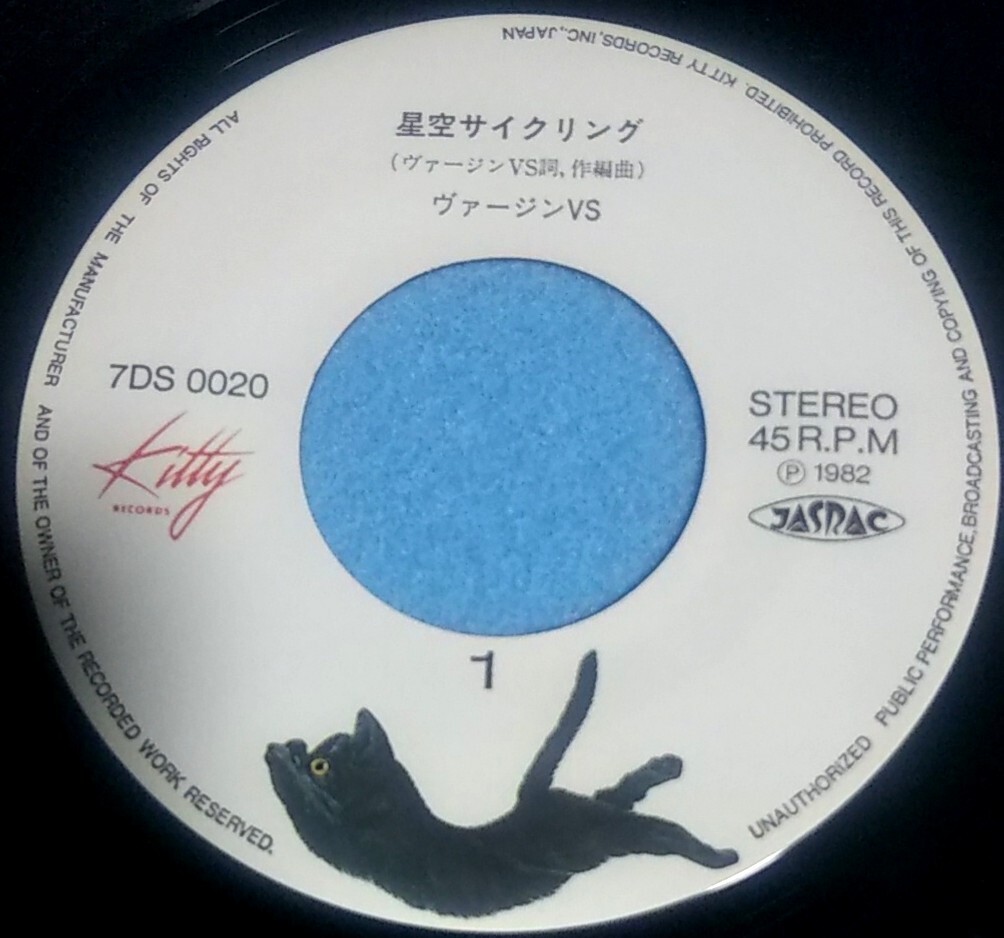 星空サイクリング
(ヴァージンVS詞,作編曲)
ヴァージンVS
7DS 0020
Kitty
RECORDS
STEREO
45 R.P.M
Ⓟ 1982
JASRAC
1
ALL RIGHTS OF THE MANUFACTURER AND OF THE OWNER OF THE RECORDED WORK RESERVED. UNAUTHORIZED PUBLIC PERFORMANCE, BROADCASTING AND COPYING OF THIS RECORD PROHIBITED. KITTY RECORDS, INC., JAPAN